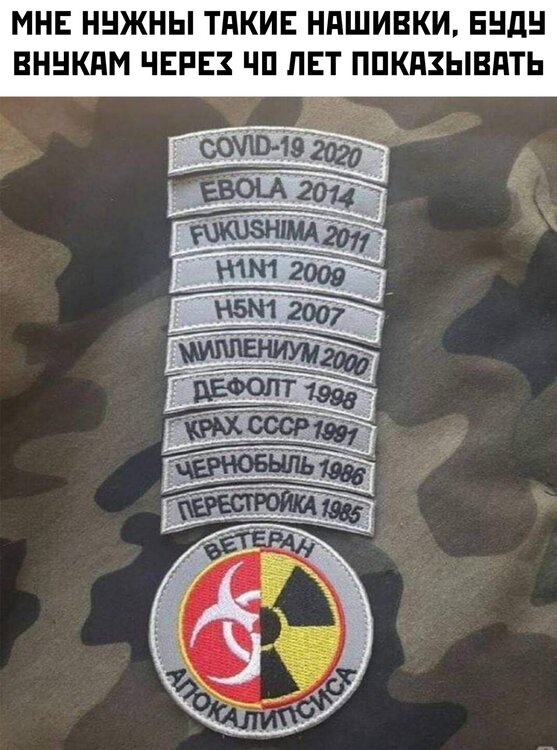 МНЕ НУЖНЫ ТАКИЕ НАШИВКИ, БУДУ
ВНУКАМ ЧЕРЕЗ 40 ЛЕТ ПОКАЗЫВАТЬ
COVID-19 2020
EBOLA 2014
FUKUSHIMA 2011
H1N1 2009
H5N1 2007
МИЛЛЕНИУМ 2000
ДЕФОЛТ 1998
КРАХ СССР 1991
ЧЕРНОБЫЛЬ 1986
ПЕРЕСТРОЙКА 1985
ВЕТЕРАН
АПОКАЛИПСИСА